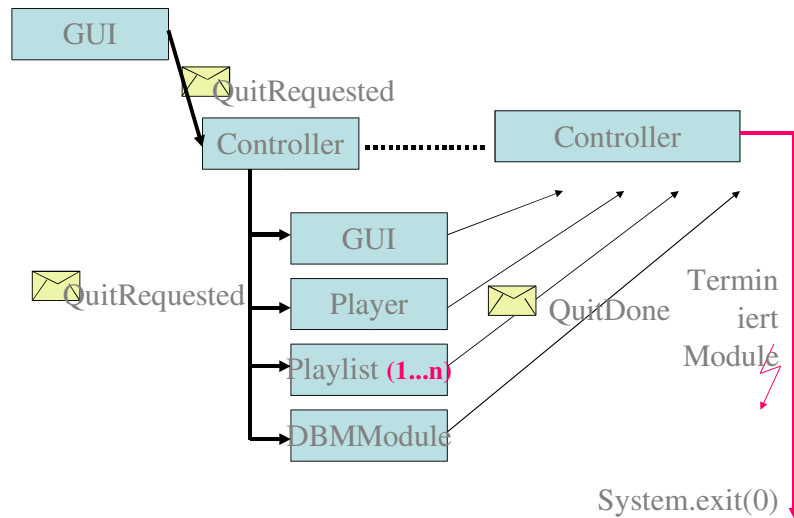 GUI
QuitRequested
Controller
Controller
GUI
QuitRequested
Player
QuitDone
Playlist (1...n)
DBMModule
Termin
iert
Module
System.exit(0)